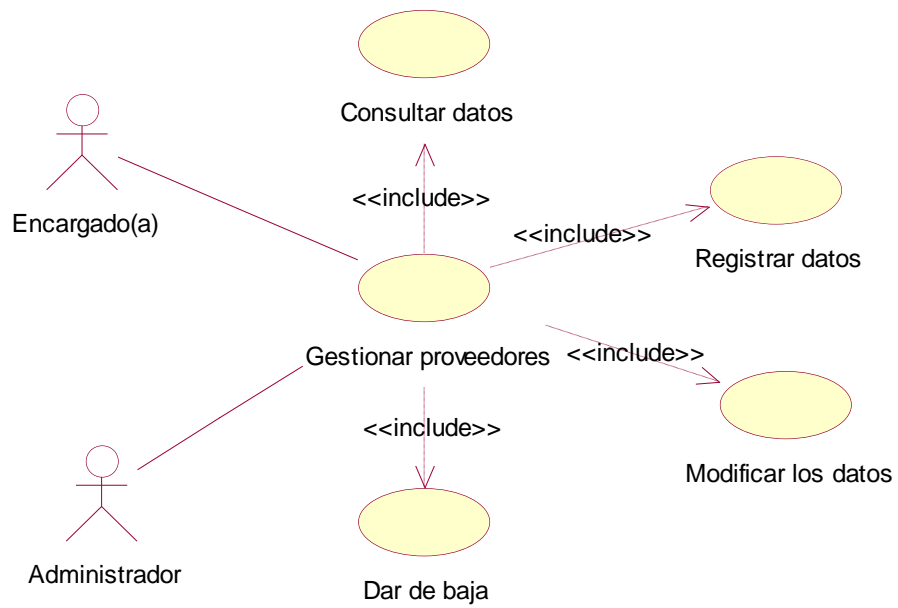 Consultar datos
<<include>>
Encargado(a)
<<include>>
Registrar datos
Gestionar proveedores
<<include>>
<<include>>
Modificar los datos
Administrador
Dar de baja